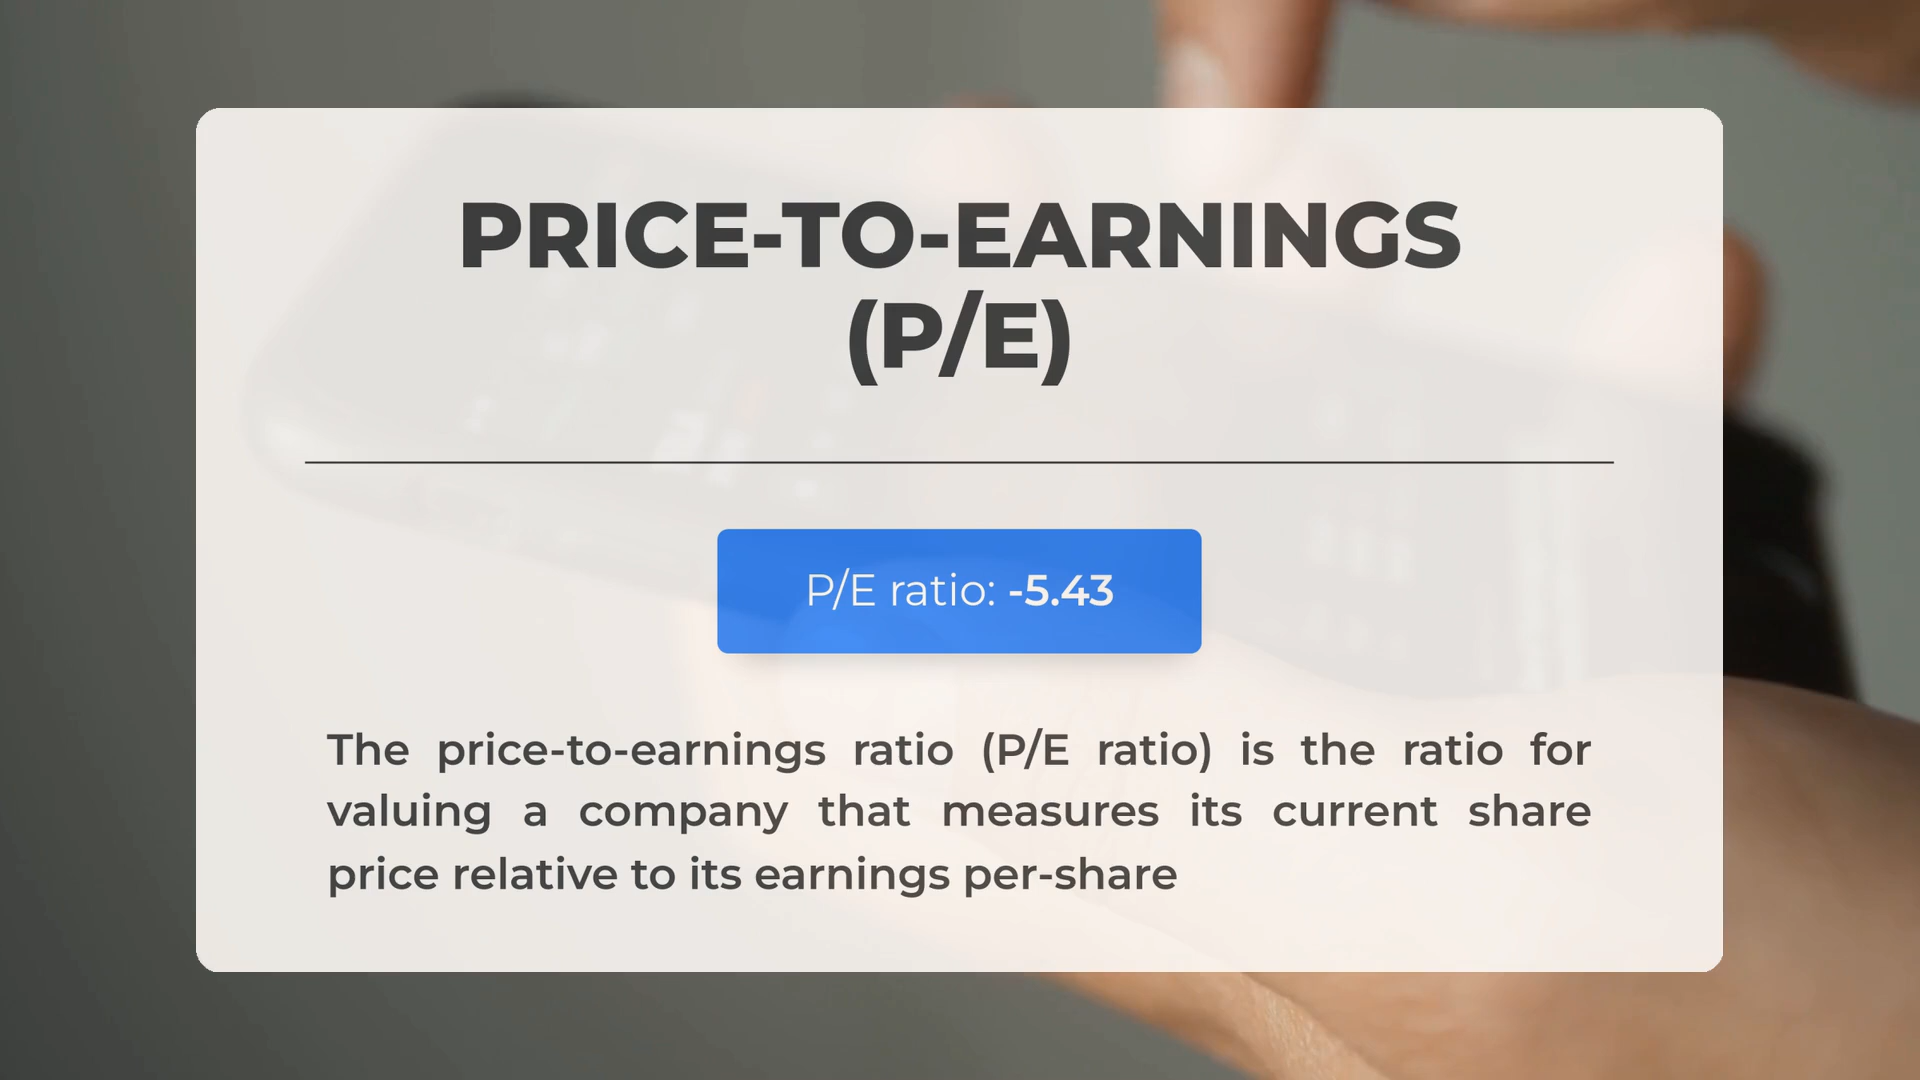 PRICE-TO-EARNINGS
(P/E)
P/E ratio: -5.43
The price-to-earnings ratio (P/E ratio) is the ratio for
valuing a company that measures its current share
price relative to its earnings per-share